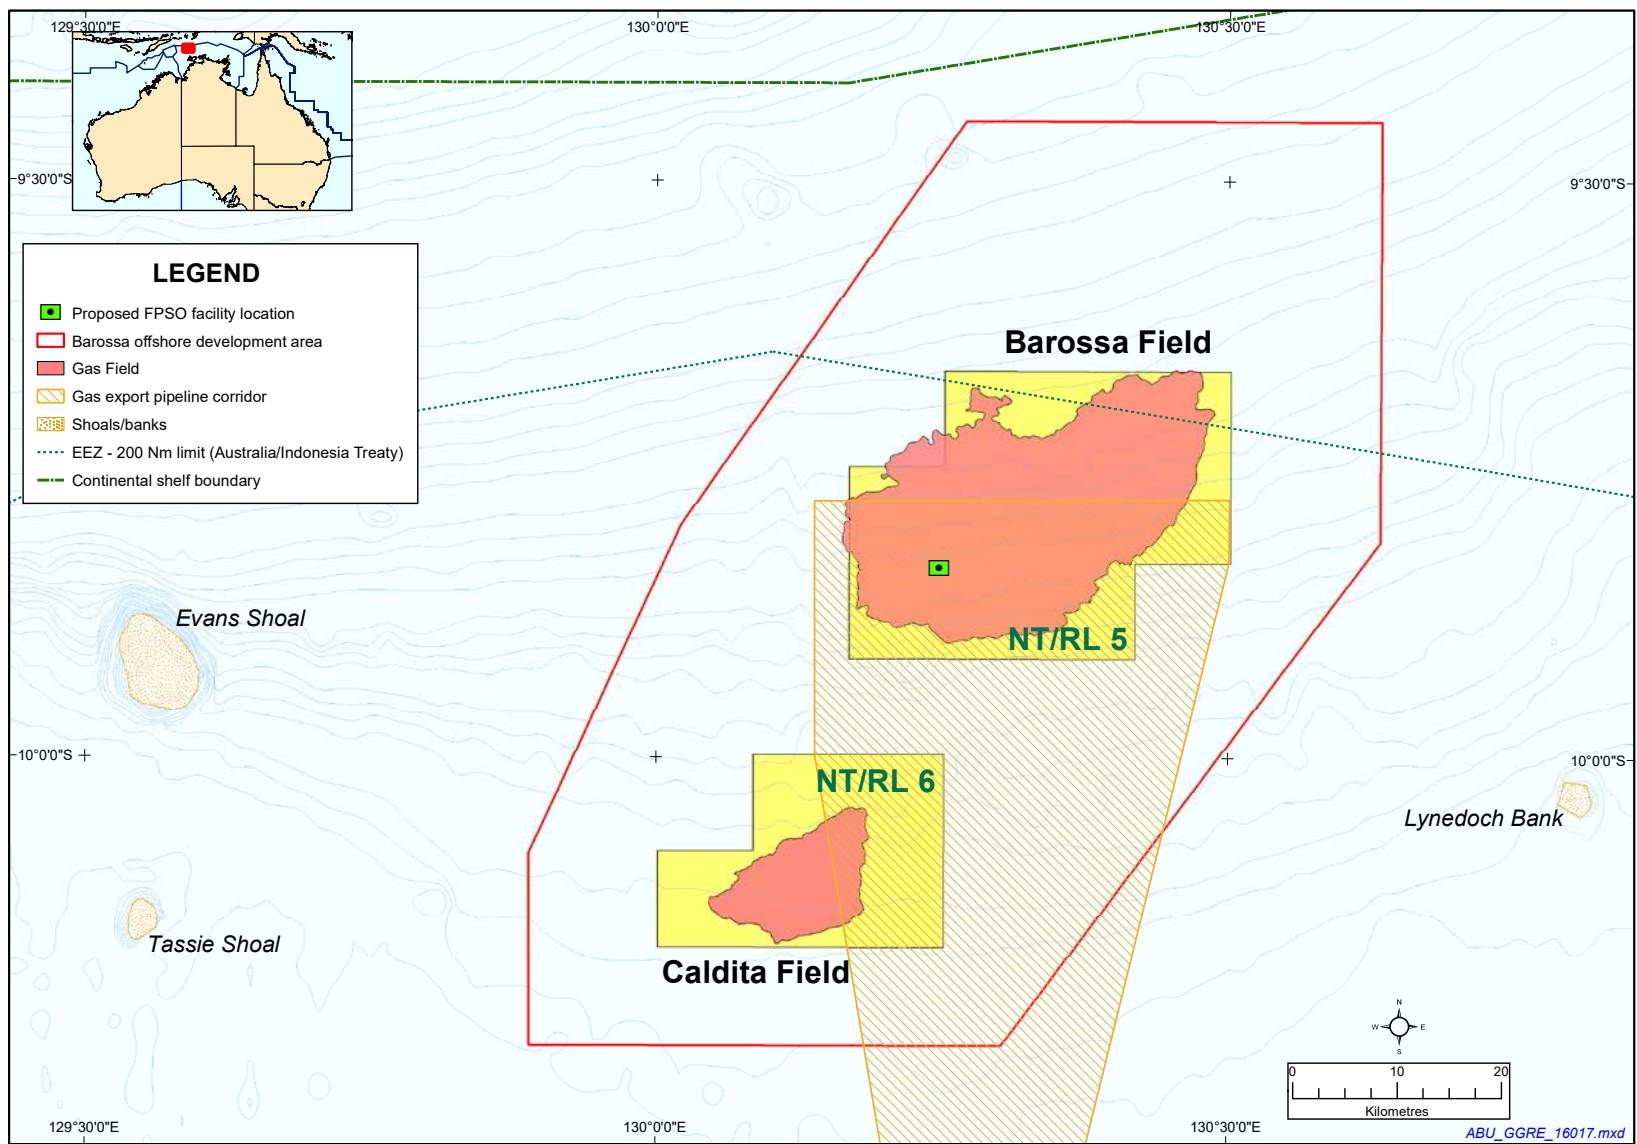 129°30'0"E
130°0'0"E
130°30'0"E
9°30'0"S
9°30'0"S
LEGEND
Proposed FPSO facility location
Barossa offshore development area
Gas Field
Gas export pipeline corridor
Shoals/banks
EEZ - 200 Nm limit (Australia/Indonesia Treaty)
Continental shelf boundary
Barossa Field
Evans Shoal
NT/RL 5
10°0'0"S
10°0'0"S
NT/RL 6
Lynedoch Bank
Tassie Shoal
Caldita Field
N
W
E
S
0 10 20
Kilometres
129°30'0"E
130°0'0"E
130°30'0"E
ABU_GGRE_16017.mxd